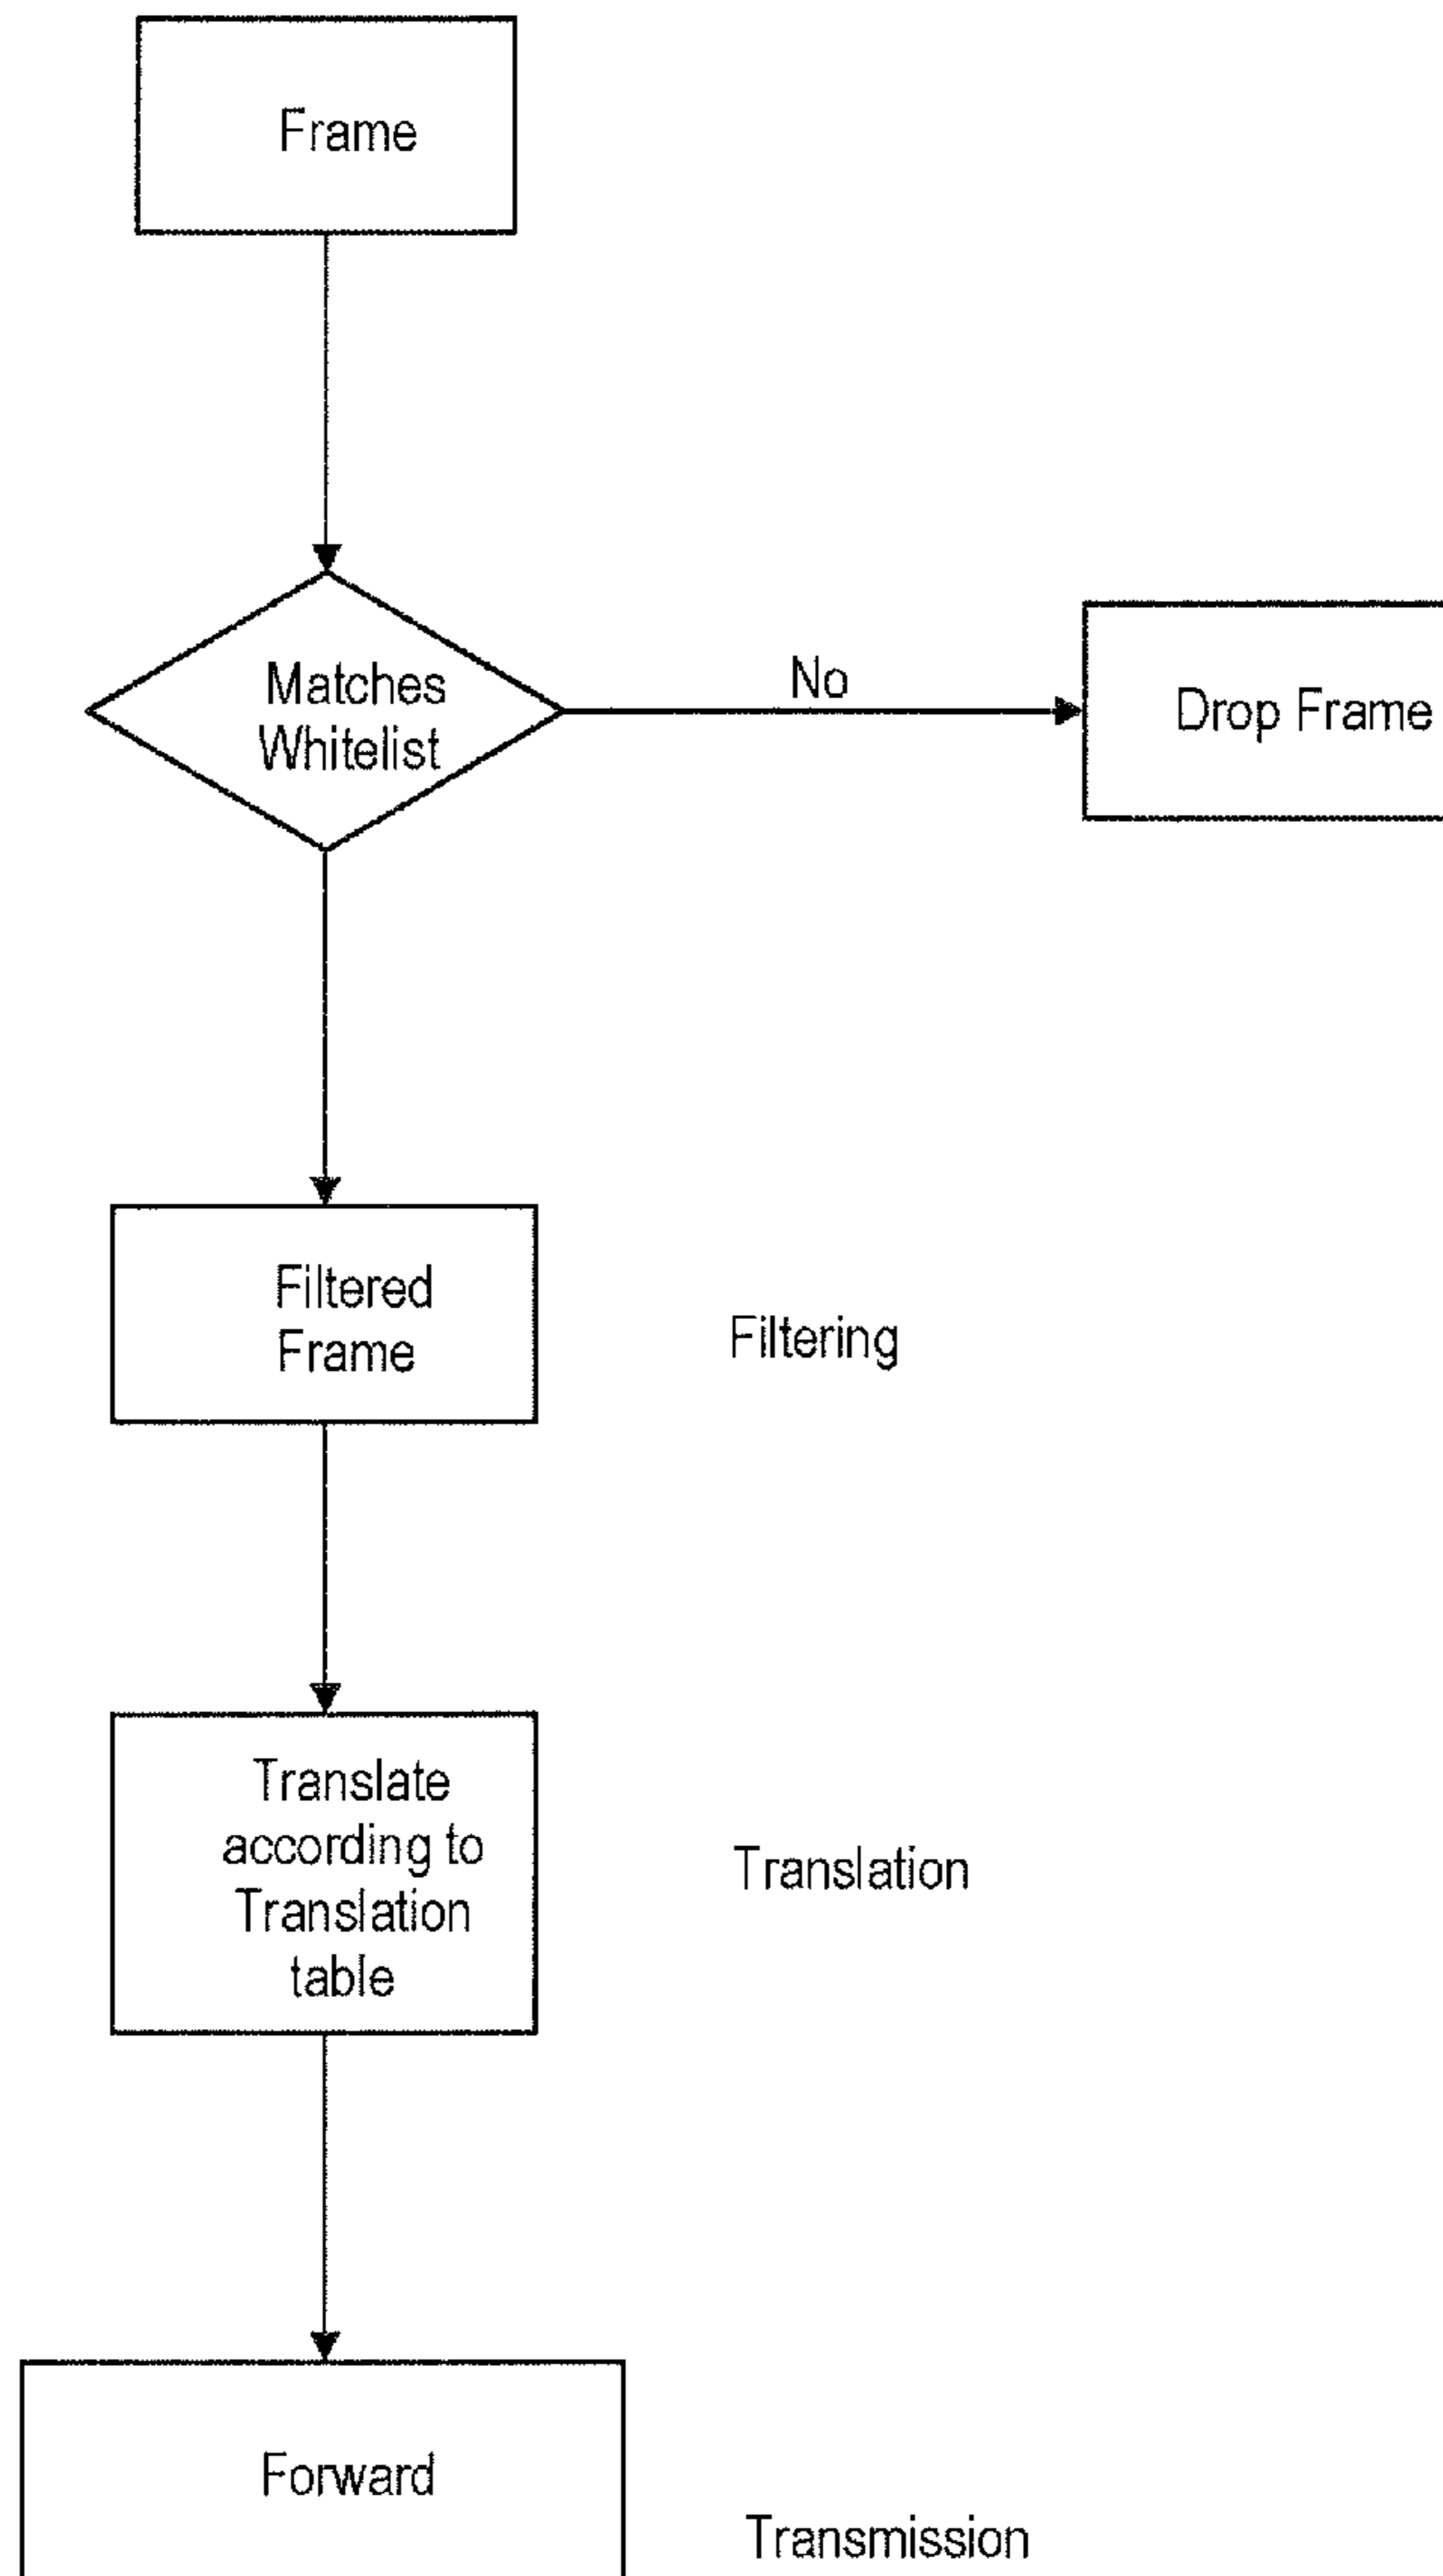 Frame
Matches
Whitelist
No
Drop Frame
Filtered
Frame
Filtering
Translate
according to
Translation
table
Translation
Forward
Transmission